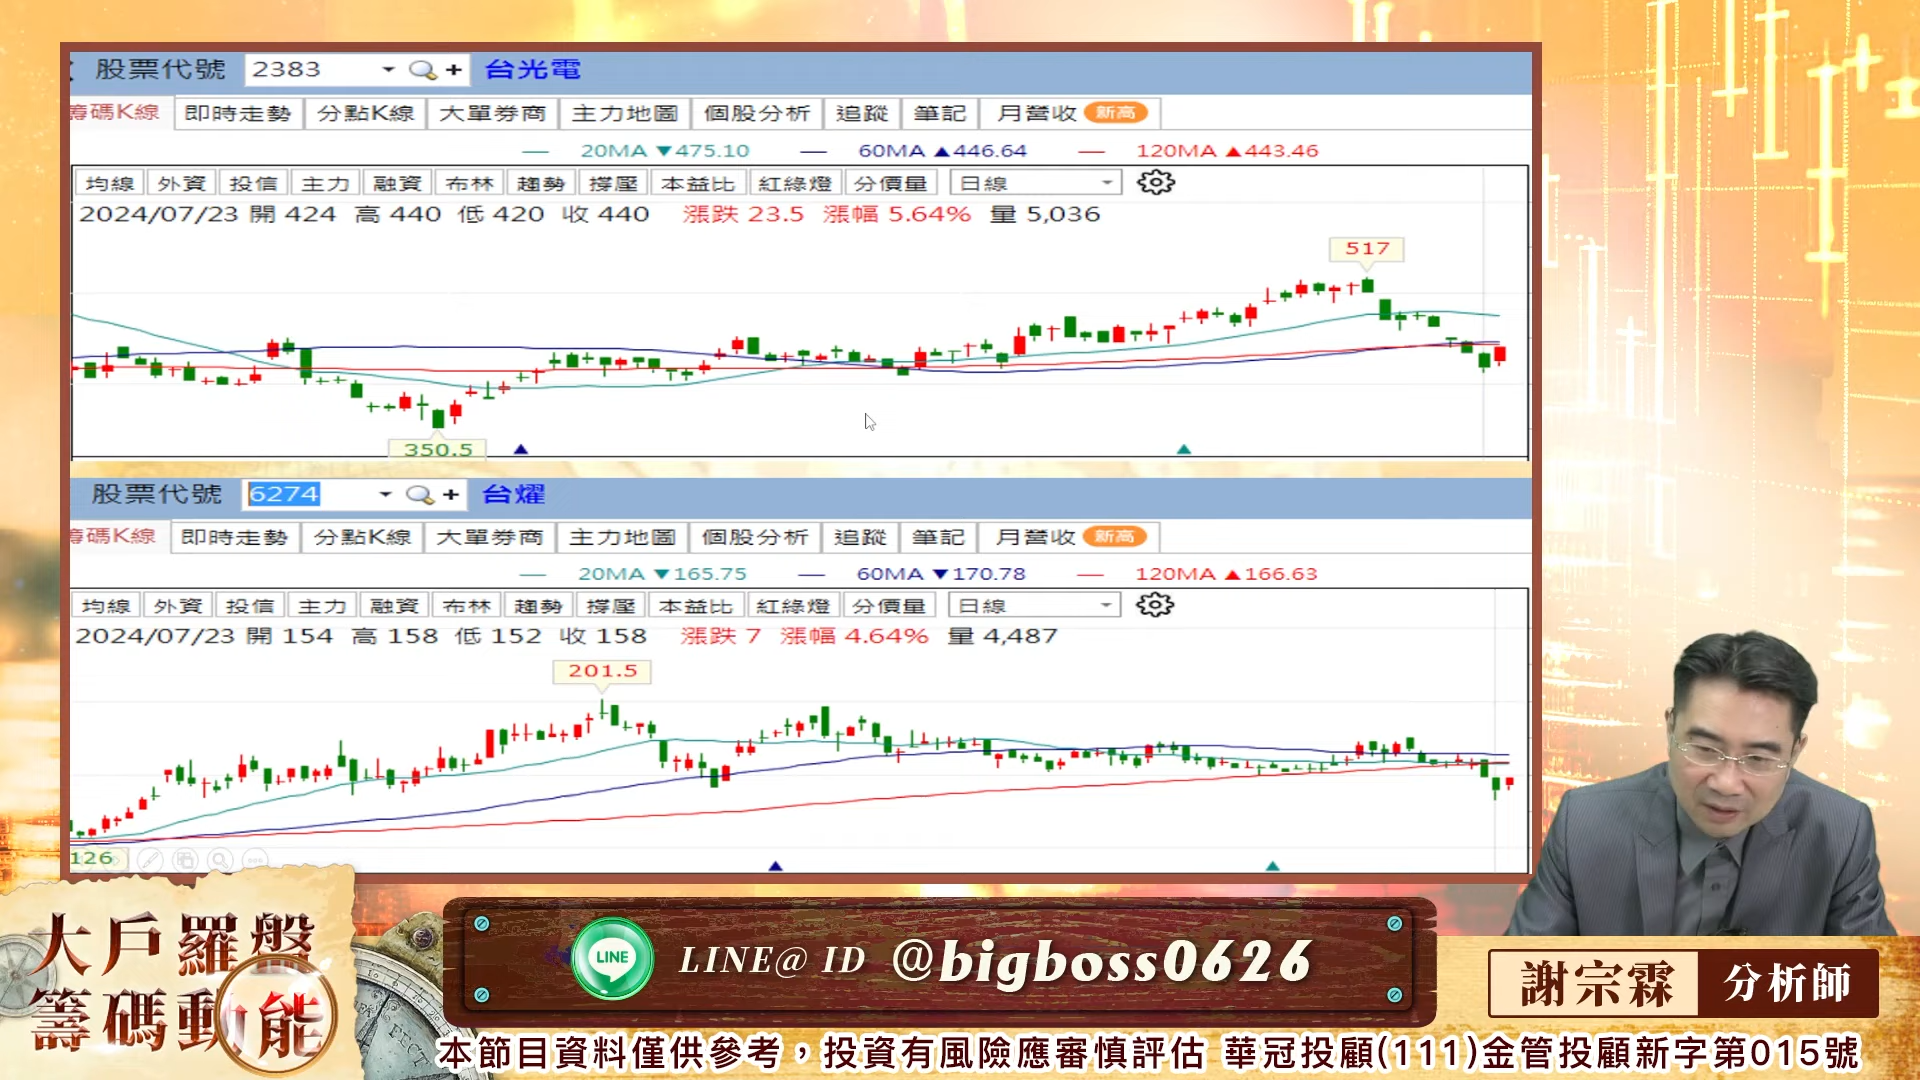 股票代號 2383 台光電
籌碼K線 即時走勢 分點K線 大單券商 主力地圖 個股分析 追蹤 筆記 月營收 新高
20MA ▼475.10 60MA ▲446.64 120MA ▲443.46
均線 外資 投信 主力 融資 布林 趨勢 撐壓 本益比 紅綠燈 分價量 日線
2024/07/23 開 424 高 440 低 420 收 440 漲跌 23.5 漲幅 5.64% 量 5,036
517
350.5
股票代號 6274 台燿
籌碼K線 即時走勢 分點K線 大單券商 主力地圖 個股分析 追蹤 筆記 月營收 新高
20MA ▼165.75 60MA ▼170.78 120MA ▲166.63
均線 外資 投信 主力 融資 布林 趨勢 撐壓 本益比 紅綠燈 分價量 日線
2024/07/23 開 154 高 158 低 152 收 158 漲跌 7 漲幅 4.64% 量 4,487
201.5
126
大戶羅盤
籌碼動能
LINE LINE@ ID @bigboss0626
謝宗霖 分析師
本節目資料僅供參考，投資有風險應審慎評估 華冠投顧(111)金管投顧新字第015號